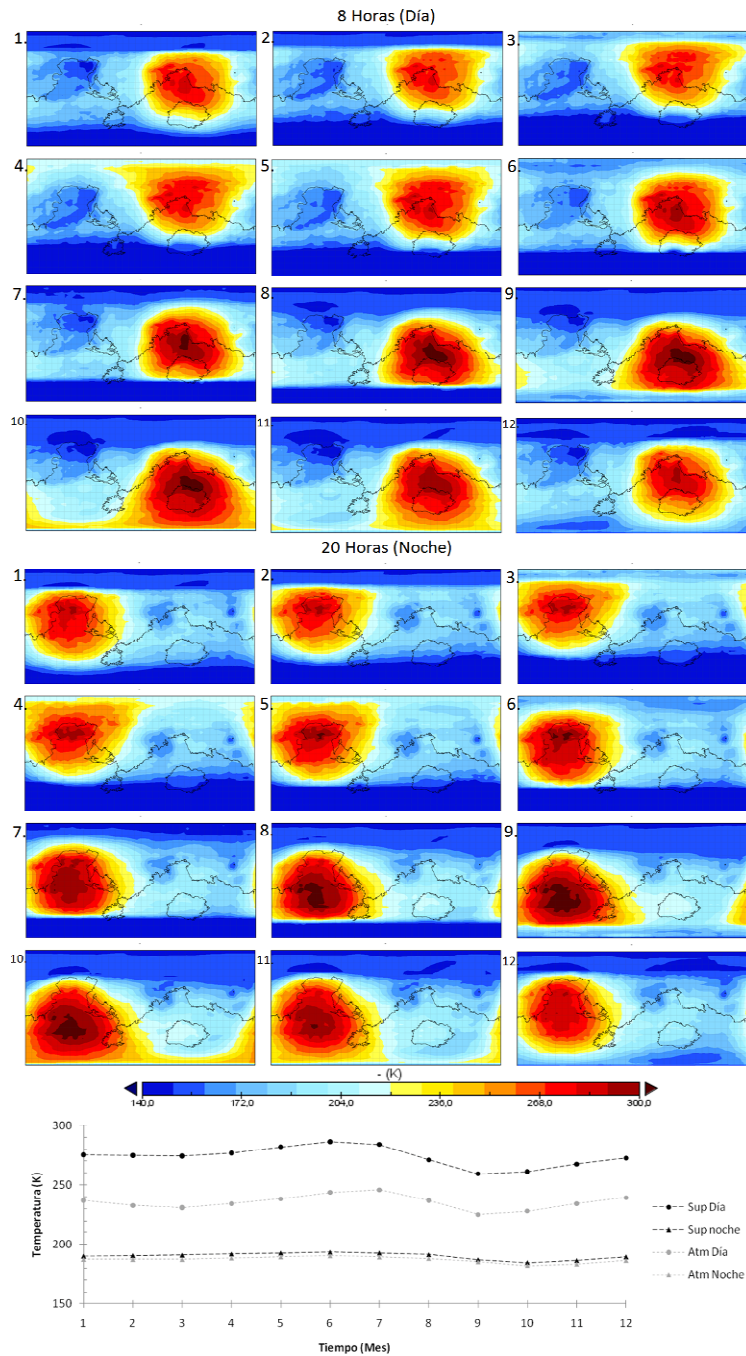 8 Horas (Día)
1. 2. 3.
4. 5. 6.
7. 8. 9.
10. 11. 12.
20 Horas (Noche)
1. 2. 3.
4. 5. 6.
7. 8. 9.
10. 11. 12.
- (K)
140,0 172,0 204,0 236,0 268,0 300,0
300
250
200
150
Temperatura (K)
1 2 3 4 5 6 7 8 9 10 11 12
Tiempo (Mes)
Sup Día
Sup noche
Atm Día
Atm Noche